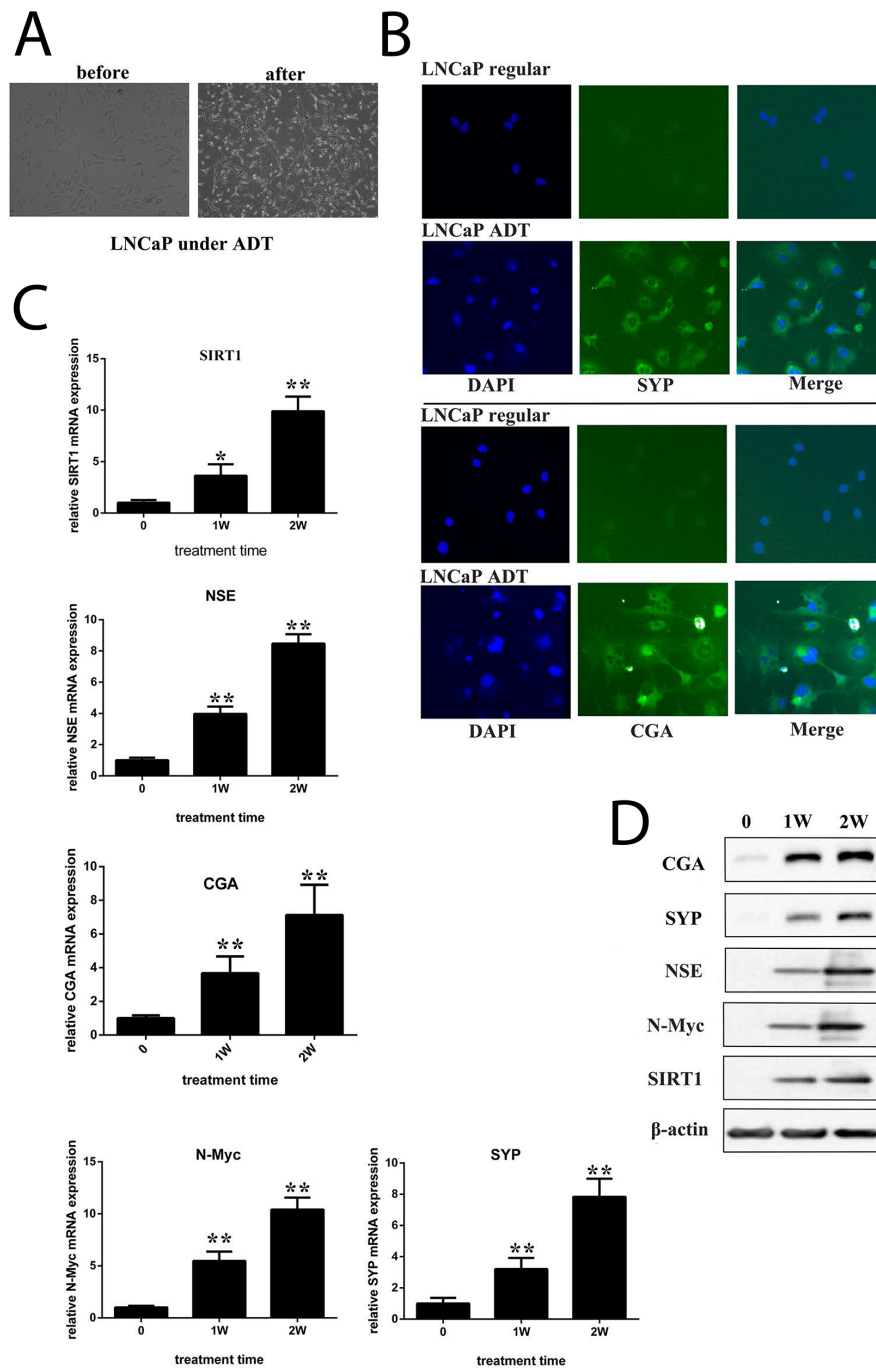 A
before after
LNCaP under ADT
B
LNCaP regular
LNCaP ADT
DAPI SYP Merge
LNCaP regular
LNCaP ADT
DAPI CGA Merge
C
SIRT1
relative SIRT1 mRNA expression
15
10
5
0
* **
0 1W 2W
treatment time
NSE
relative NSE mRNA expression
10
8
6
4
2
0
** **
0 1W 2W
treatment time
CGA
relative CGA mRNA expression
10
8
6
4
2
0
** **
0 1W 2W
treatment time
N-Myc
relative N-Myc mRNA expression
15
10
5
0
** **
0 1W 2W
treatment time
SYP
relative SYP mRNA expression
10
8
6
4
2
0
** **
0 1W 2W
treatment time
D
0 1W 2W
CGA
SYP
NSE
N-Myc
SIRT1
β-actin